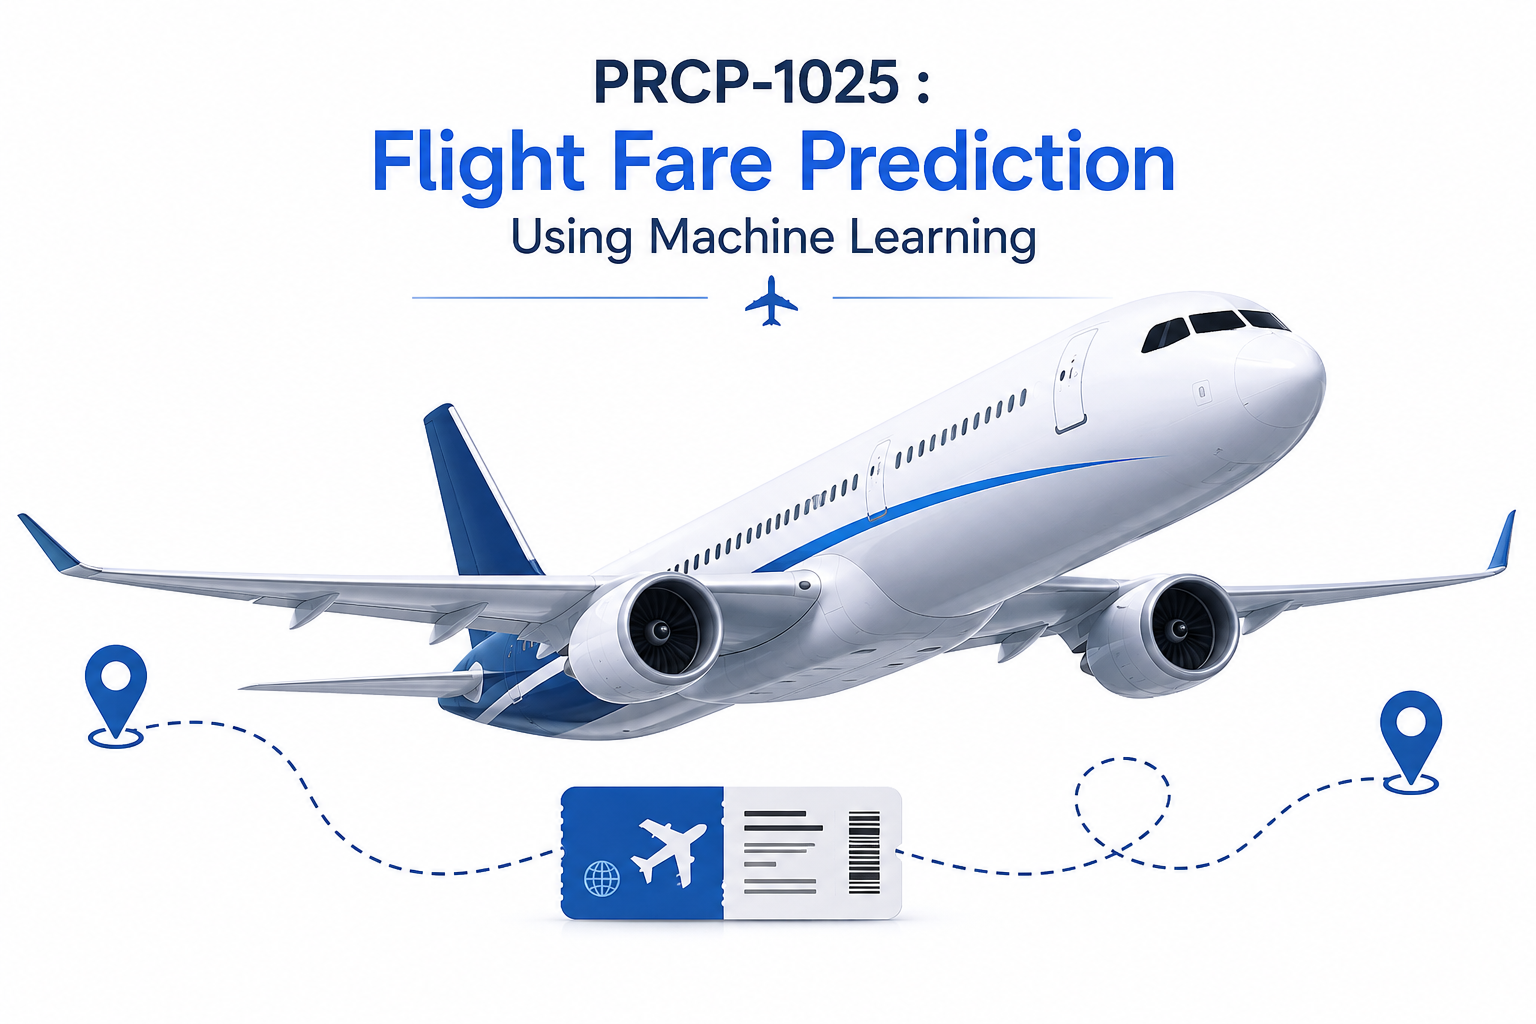 PRCP-1025 :
Flight Fare Prediction
Using Machine Learning